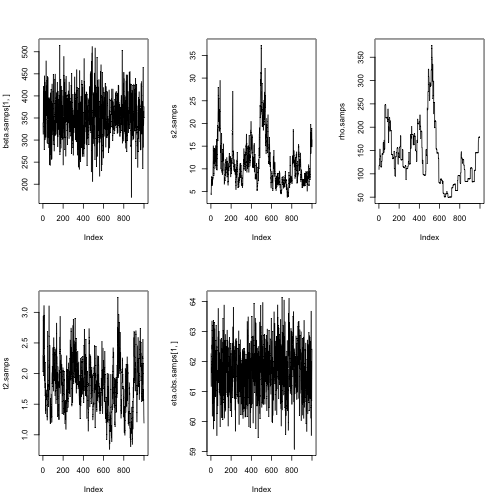 beta.samps[1, ]
200 250 300 350 400 450 500
0 200 400 600 800
Index
s2.samps
5 10 15 20 25 30 35
0 200 400 600 800
Index
rho.samps
50 100 150 200 250 300 350
0 200 400 600 800
Index
t2.samps
1.0 1.5 2.0 2.5 3.0
0 200 400 600 800
Index
eta.obs.samps[1, ]
59 60 61 62 63 64
0 200 400 600 800
Index